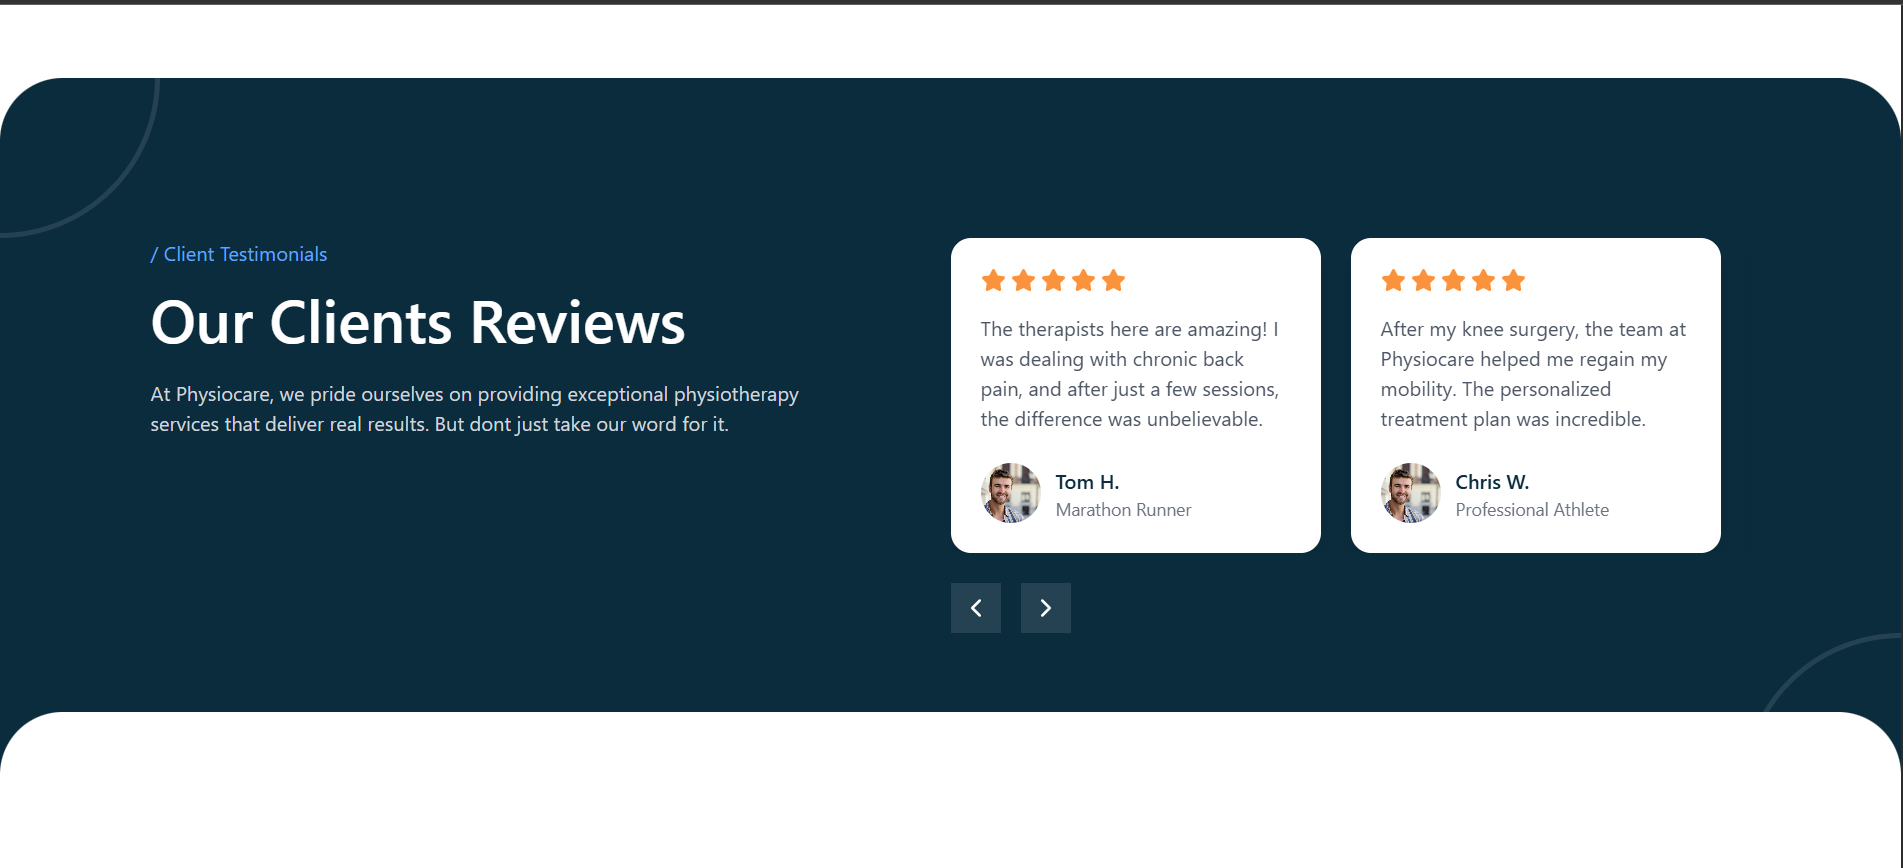 / Client Testimonials
Our Clients Reviews
At Physiocare, we pride ourselves on providing exceptional physiotherapy
services that deliver real results. But dont just take our word for it.
The therapists here are amazing! I
was dealing with chronic back
pain, and after just a few sessions,
the difference was unbelievable.
Tom H.
Marathon Runner
After my knee surgery, the team at
Physiocare helped me regain my
mobility. The personalized
treatment plan was incredible.
Chris W.
Professional Athlete